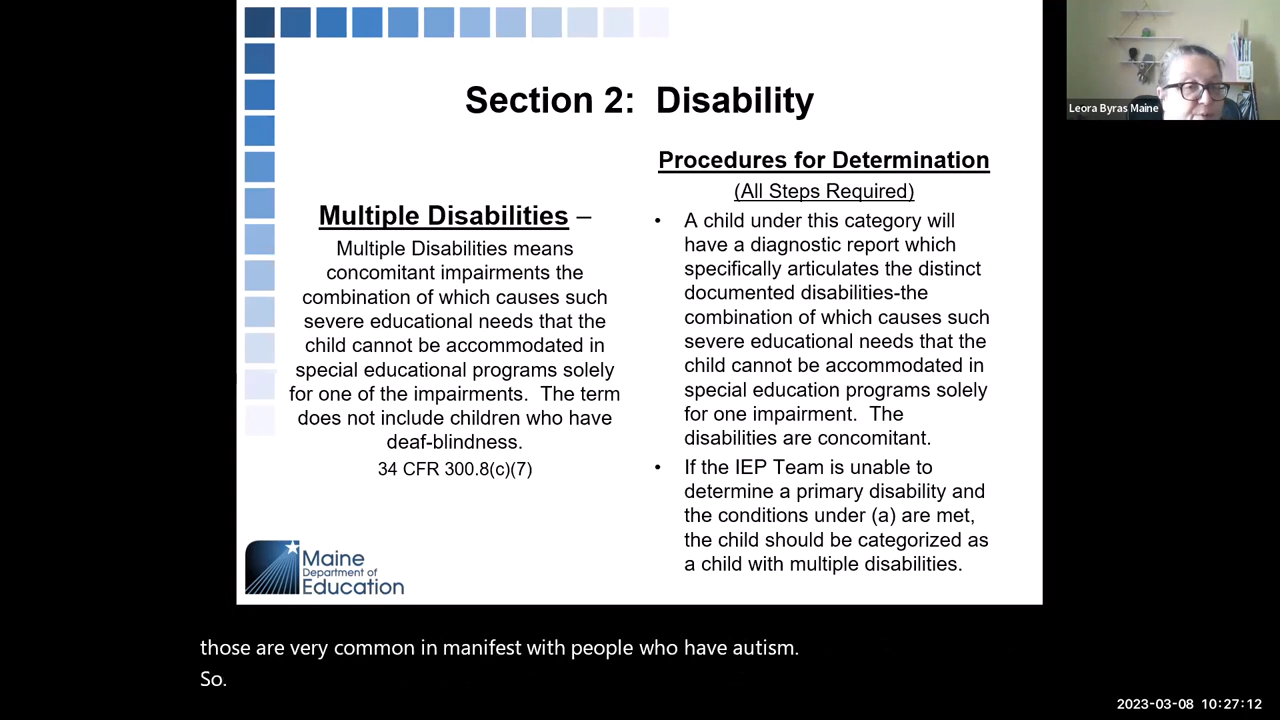 Section 2:  Disability
Multiple Disabilities –
Multiple Disabilities means
concomitant impairments the
combination of which causes such
severe educational needs that the
child cannot be accommodated in
special educational programs solely
for one of the impairments.  The term
does not include children who have
deaf-blindness.
34 CFR 300.8(c)(7)
Procedures for Determination
(All Steps Required)
• A child under this category will
have a diagnostic report which
specifically articulates the distinct
documented disabilities-the
combination of which causes such
severe educational needs that the
child cannot be accommodated in
special education programs solely
for one impairment.  The
disabilities are concomitant.
• If the IEP Team is unable to
determine a primary disability and
the conditions under (a) are met,
the child should be categorized as
a child with multiple disabilities.
Maine
Department of
Education
Leora Byras Maine
those are very common in manifest with people who have autism.
So.
2023-03-08 10:27:12